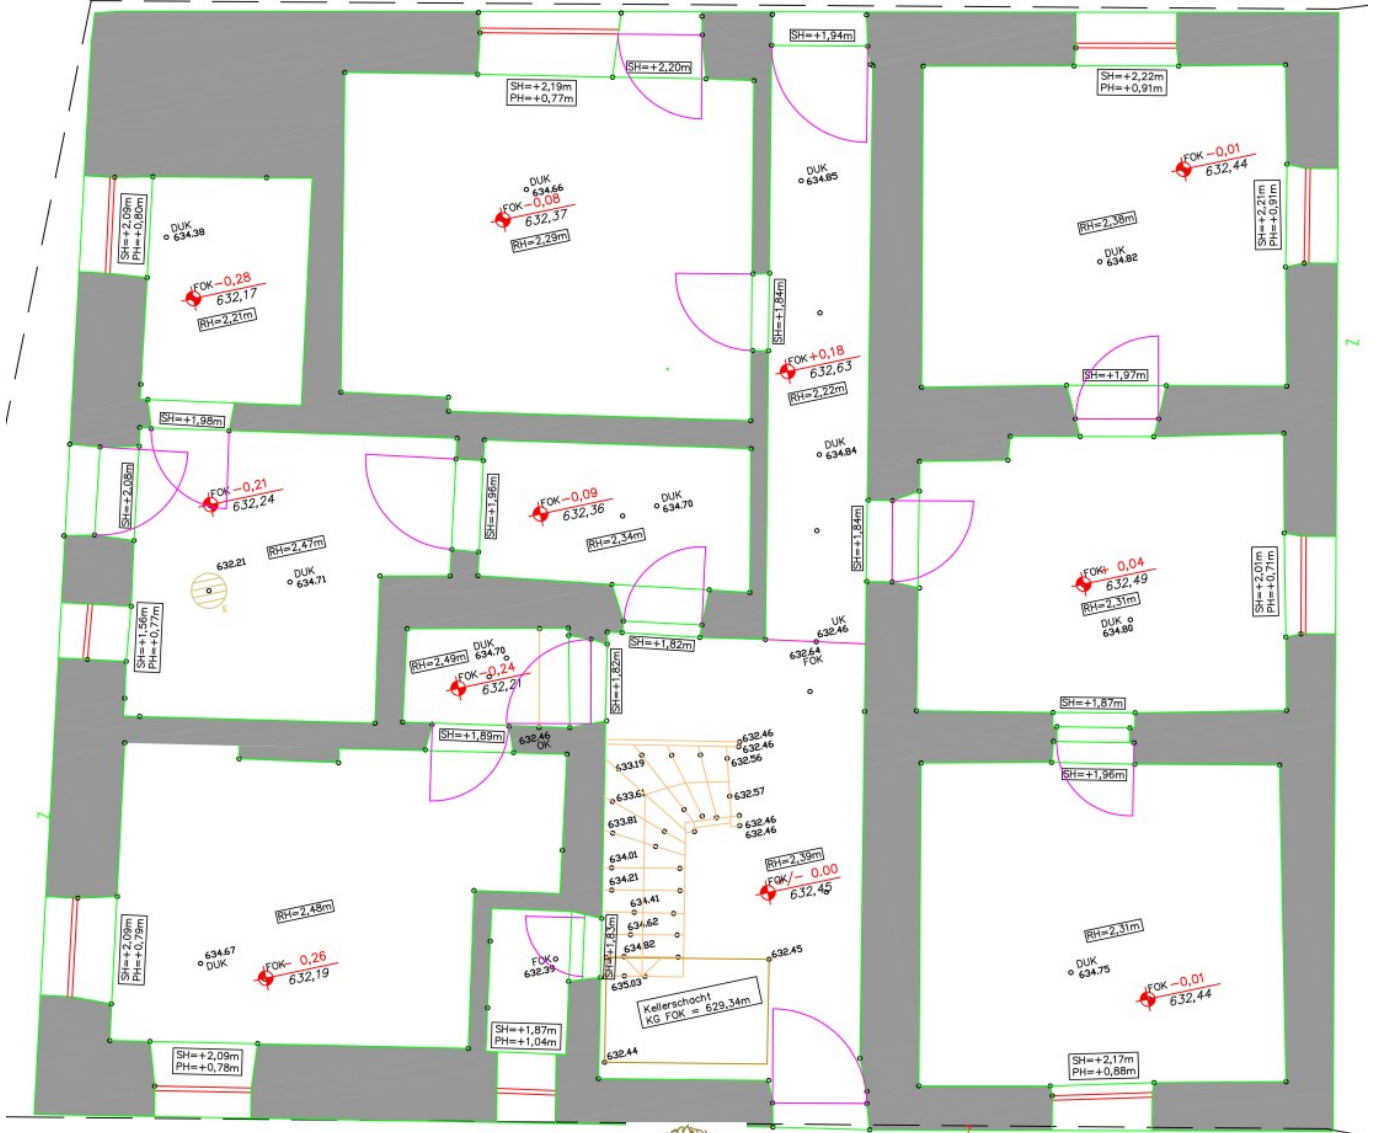 SH=+1,94m
SH=+2,20m
SH=+2,19m
PH=+0,77m
SH=+2,22m
PH=+0,91m
DUK
634.66
FOK-0,08
632,37
RH=2,29m
DUK
634.85
FOK-0,01
632,44
RH=2,38m
DUK
634.82
SH=+2,21m
PH=+0,91m
SH=+2,09m
PH=+0,80m
DUK
634.38
FOK-0,28
632,17
RH=2,21m
SH=+1,84m
FOK+0,18
632,63
RH=2,22m
SH=+1,97m
Z
SH=+1,98m
DUK
634.84
SH=+2,08m
FOK-0,21
632,24
RH=2,47m
632.21
DUK
634.71
E
SH=+1,96m
FOK-0,09
632,36
DUK
634.70
RH=2,34m
SH=+1,84m
FOK+ 0,04
632,49
RH=2,31m
DUK
634.80
SH=+2,01m
PH=+0,71m
SH=+1,56m
PH=+0,77m
UK
632.46
632.64
FOK
SH=+1,82m
SH=+1,82m
DUK
634.70
RH=2,49m
FOK-0,24
632,21
SH=+1,89m
632.46
OK
SH=+1,87m
SH=+1,96m
632.46
632.46
632.56
633.19
632.57
633.61
633.81
632.46
632.46
634.01
634.21
634.41
634.62
634.82
635.03
RH=2,39m
FOK+/- 0.00
632,45
Z
RH=2,48m
SH=+2,09m
PH=+0,79m
634.67
DUK
FOK- 0,26
632,19
SH=+1,83m
FOK
632.39
632.45
Kellerschacht
KG FOK = 629,34m
632.44
SH=+1,87m
PH=+1,04m
SH=+2,09m
PH=+0,78m
RH=2,31m
DUK
634.75
FOK-0,01
632,44
SH=+2,17m
PH=+0,88m